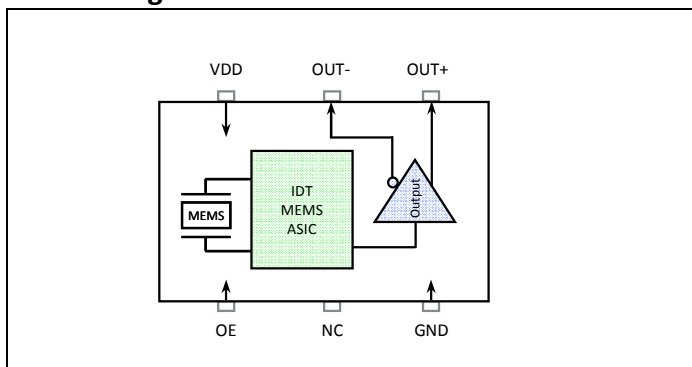 VDD OUT- OUT+
IDT
MEMS
ASIC
MEMS
Output
OE NC GND